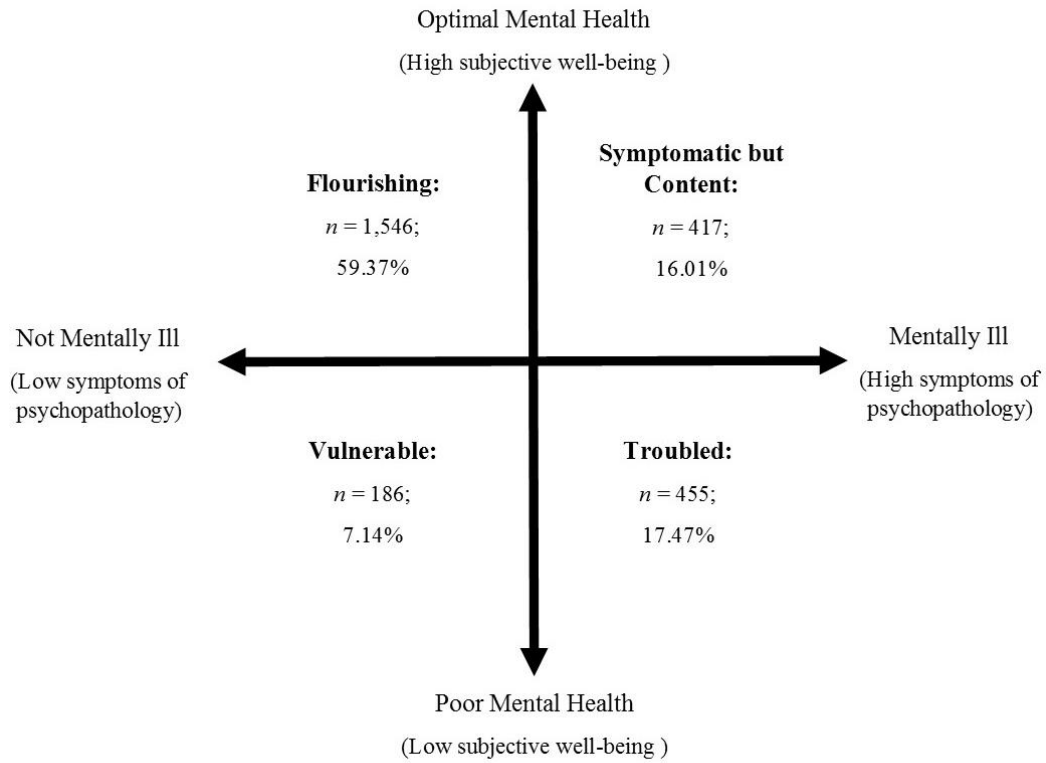 Optimal Mental Health
(High subjective well-being )
Flourishing:
n = 1,546;
59.37%
Symptomatic but
Content:
n = 417;
16.01%
Not Mentally Ill
(Low symptoms of
psychopathology)
Mentally Ill
(High symptoms of
psychopathology)
Vulnerable:
n = 186;
7.14%
Troubled:
n = 455;
17.47%
Poor Mental Health
(Low subjective well-being )